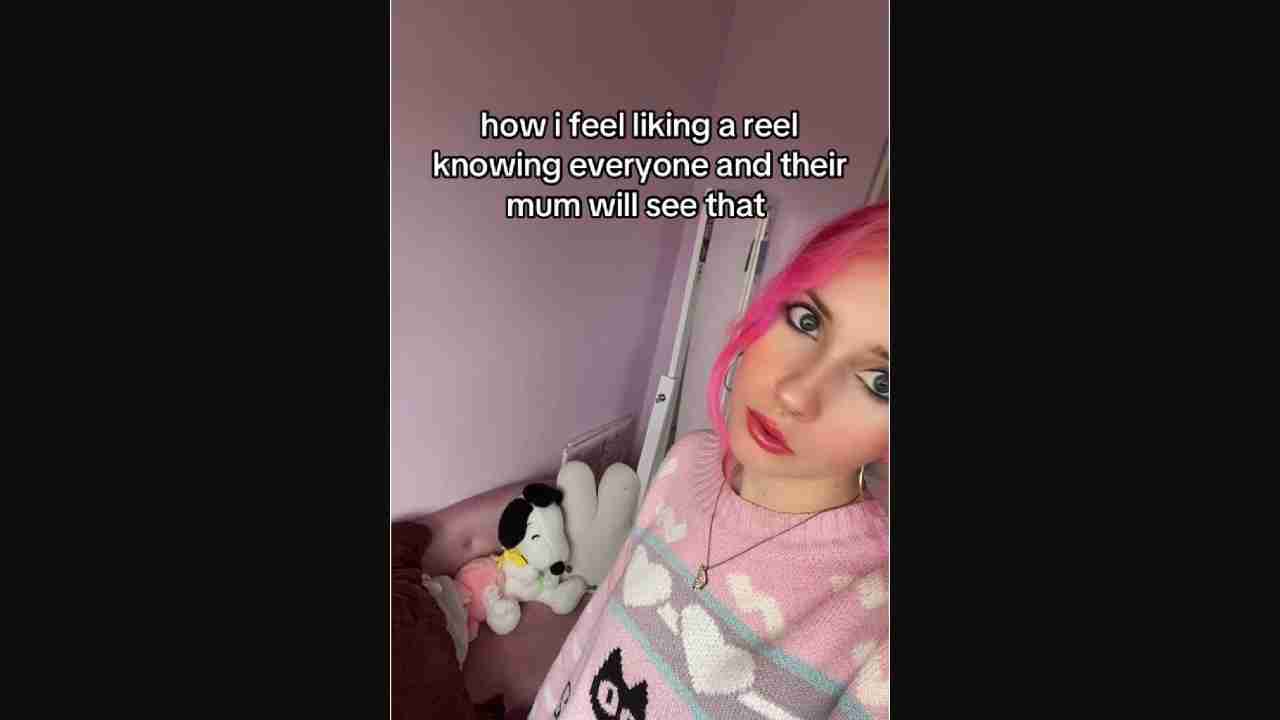 how i feel liking a reel
knowing everyone and their
mum will see that